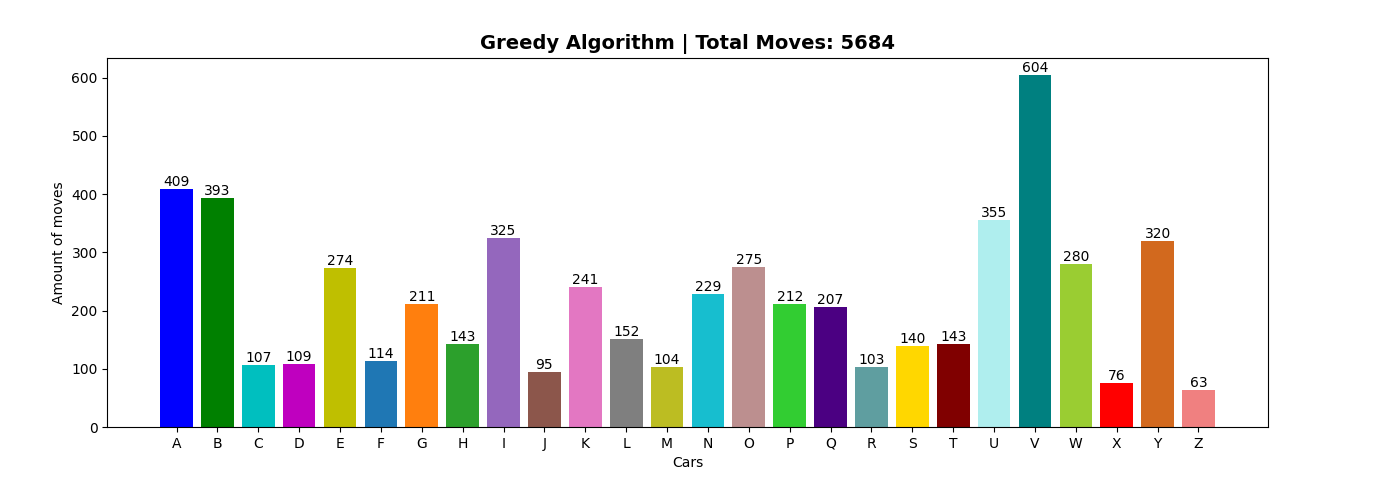 Greedy Algorithm | Total Moves: 5684
Amount of moves
600
500
400
300
200
100
0
409 393 107 109 274 114 211 143 325 95 241 152 104 229 275 212 207 103 140 143 355 604 280 76 320 63
A B C D E F G H I J K L M N O P Q R S T U V W X Y Z
Cars